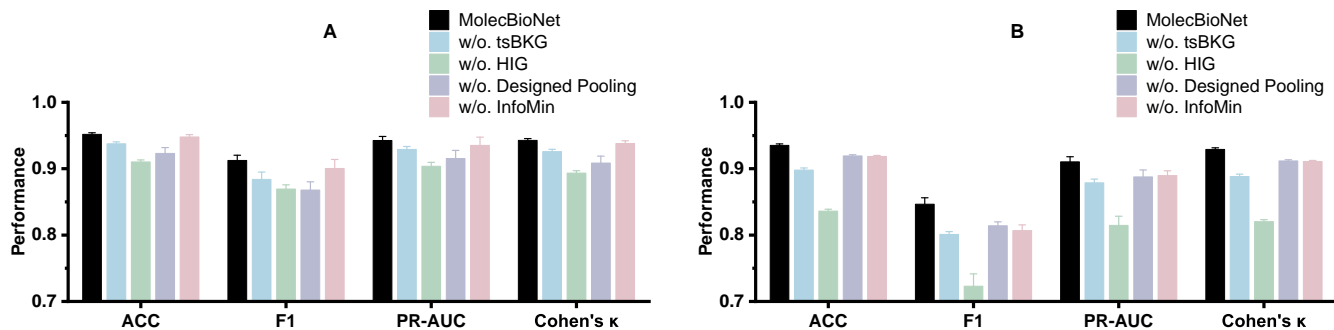 A
MolecBioNet
w/o. tsBKG
w/o. HIG
w/o. Designed Pooling
w/o. InfoMin
Performance
1.0
0.9
0.8
0.7
ACC
F1
PR-AUC
Cohen's κ
B
MolecBioNet
w/o. tsBKG
w/o. HIG
w/o. Designed Pooling
w/o. InfoMin
Performance
1.0
0.9
0.8
0.7
ACC
F1
PR-AUC
Cohen's κ